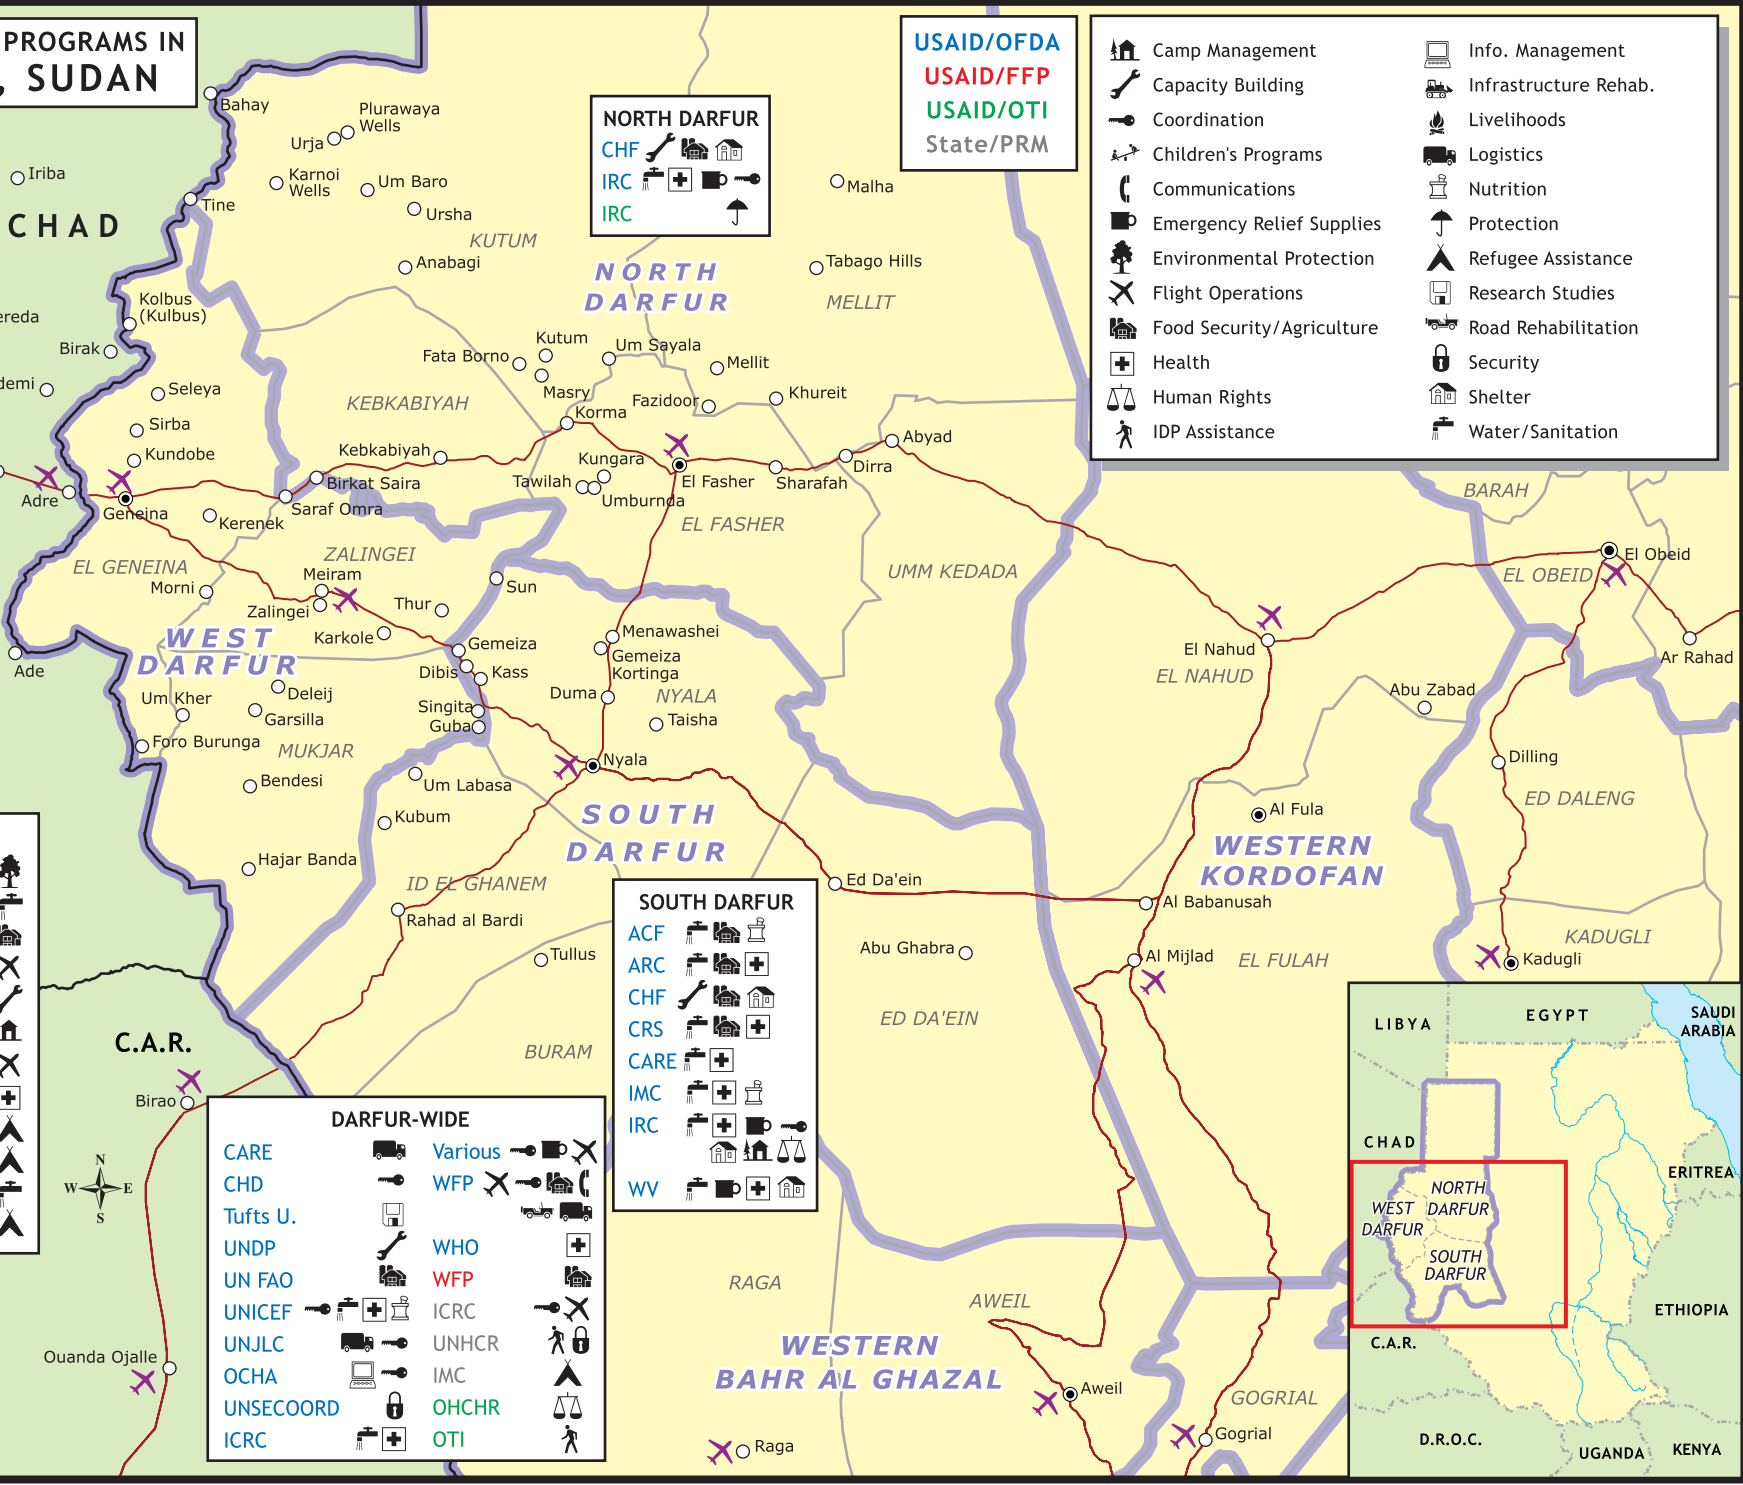 PROGRAMS IN
, SUDAN
USAID/OFDA
USAID/FFP
USAID/OTI
State/PRM
Camp Management
Capacity Building
Coordination
Children's Programs
Communications
Emergency Relief Supplies
Environmental Protection
Flight Operations
Food Security/Agriculture
Health
Human Rights
IDP Assistance
Info. Management
Infrastructure Rehab.
Livelihoods
Logistics
Nutrition
Protection
Refugee Assistance
Research Studies
Road Rehabilitation
Security
Shelter
Water/Sanitation
NORTH DARFUR
CHF
IRC
IRC
Bahay
Plurawaya
Wells
Urja
Karnoi
Wells
Um Baro
Ursha
Iriba
Tine
CHAD
KUTUM
Anabagi
Malha
Tabago Hills
MELLIT
NORTH
DARFUR
Kolbus
(Kulbus)
ereda
Birak
demi
Seleya
Sirba
Kundobe
KEBKABIYAH
Kutum
Fata Borno
Masry
Um Sayala
Mellit
Fazidoor
Khureit
Korma
Kebkabiyah
Birkat Saira
Kungara
Tawilah
Umburnda
El Fasher
Sharafah
Dirra
Abyad
Adre
Geneina
Kerenek
Saraf Omra
EL FASHER
BARAH
EL GENEINA
ZALINGEI
UMM KEDADA
EL OBEID
El Obeid
Morni
Meiram
Zalingei
Thur
Sun
Karkole
WEST
DARFUR
Gemeiza
Dibis
Kass
Menawashei
Gemeiza
Kortinga
El Nahud
EL NAHUD
Ar Rahad
Ade
Um Kher
Deleij
Garsilla
Singita
Guba
Duma
NYALA
Taisha
Abu Zabad
Foro Burunga
MUKJAR
Bendesi
Um Labasa
Nyala
Dilling
ED DALENG
Kubum
SOUTH
DARFUR
Al Fula
WESTERN
KORDOFAN
Hajar Banda
ID EL GHANEM
Rahad al Bardi
Ed Da'ein
Al Babanusah
Tullus
Abu Ghabra
Al Mijlad
EL FULAH
KADUGLI
Kadugli
ED DA'EIN
BURAM
C.A.R.
Birao
N
W
E
S
Ouanda Ojalle
SOUTH DARFUR
ACF
ARC
CHF
CRS
CARE
IMC
IRC
WV
DARFUR-WIDE
CARE
CHD
Tufts U.
UNDP
UN FAO
UNICEF
UNJLC
OCHA
UNSECOORD
ICRC
Various
WFP
WHO
WFP
ICRC
UNHCR
IMC
OHCHR
OTI
RAGA
AWEIL
WESTERN
BAHR AL GHAZAL
Aweil
Raga
GOGRIAL
Gogrial
LIBYA
EGYPT
SAUDI
ARABIA
CHAD
ERITREA
NORTH
DARFUR
WEST
DARFUR
SOUTH
DARFUR
ETHIOPIA
C.A.R.
D.R.O.C.
UGANDA
KENYA